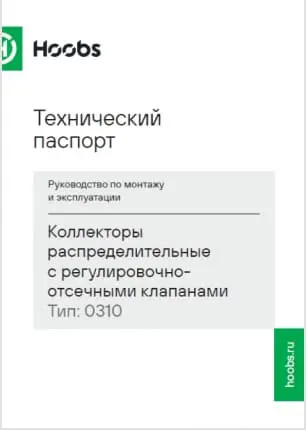 Hoobs
Технический
паспорт
Руководство по монтажу
и эксплуатации
Коллекторы
распределительные
с регулировочно-
отсечными клапанами
Тип: 0310
hoobs.ru